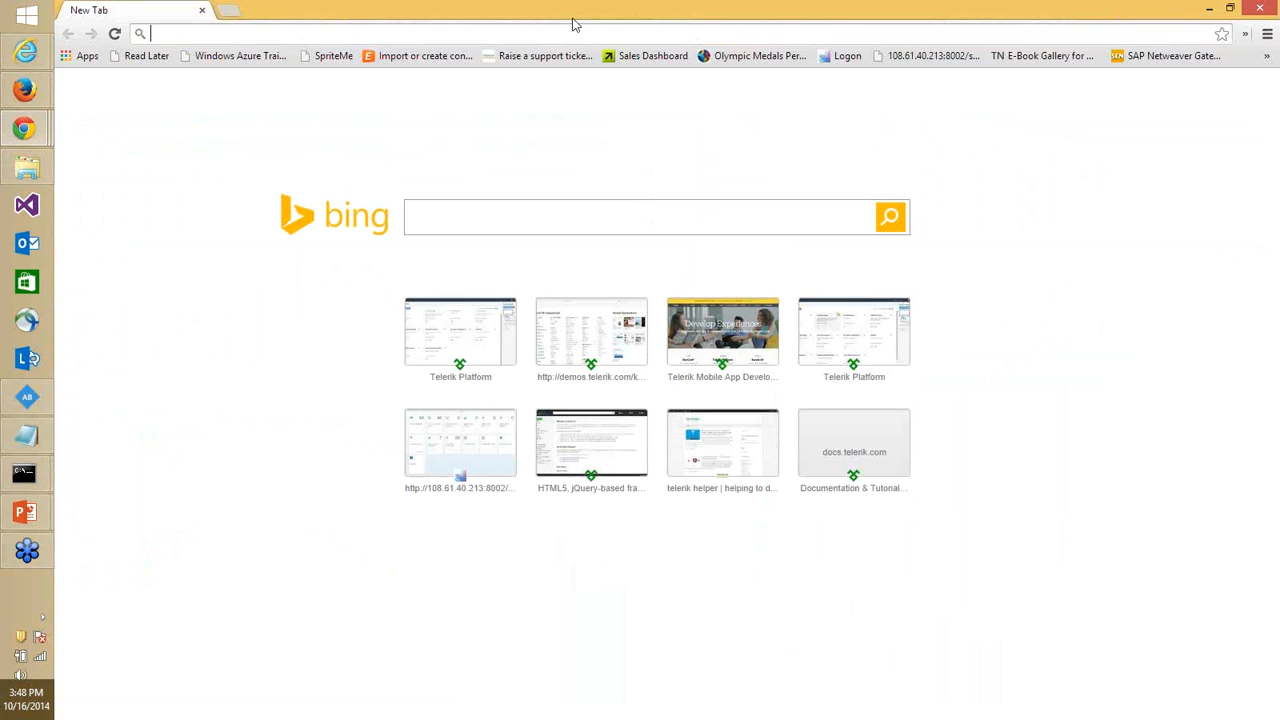 New Tab
Apps
Read Later
Windows Azure Trai...
SpriteMe
Import or create con...
Raise a support ticke...
Sales Dashboard
Olympic Medals Per...
Logon
108.61.40.213:8002/s...
TN E-Book Gallery for ...
SAP Netweaver Gate...
bing
Develop Experiences
Telerik Platform
http://demos.telerik.com/k...
Telerik Mobile App Develo...
Telerik Platform
docs.telerik.com
http://108.61.40.213:8002/...
HTML5, jQuery-based fra...
telerik helper | helping to d...
Documentation & Tutorial...
AB
C:\_
3:48 PM
10/16/2014